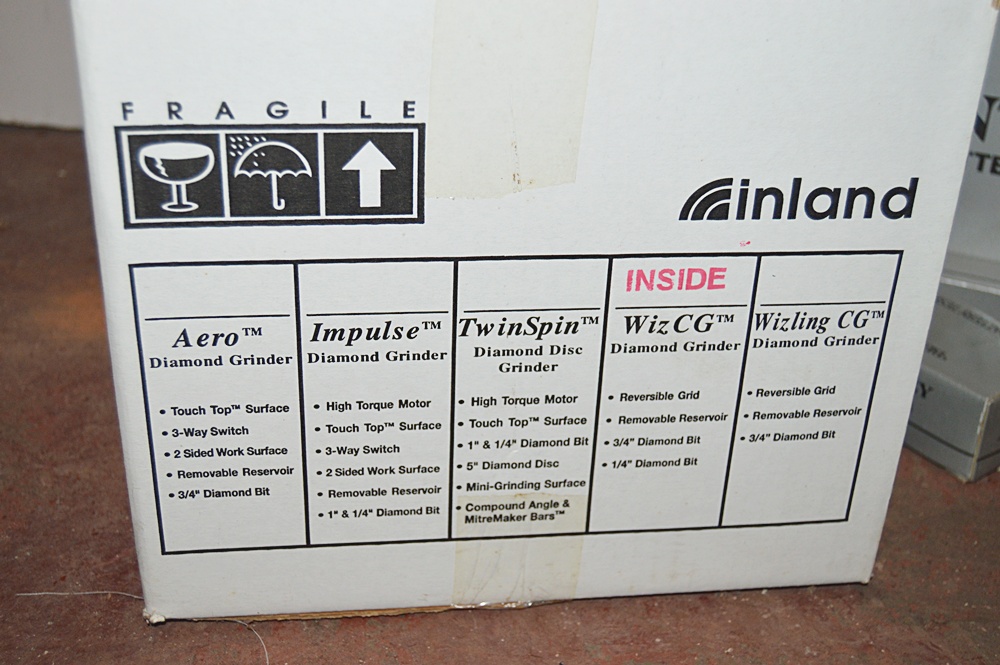 FRAGILE
inland
INSIDE
Aero™
Diamond Grinder
• Touch Top™ Surface
• 3-Way Switch
• 2 Sided Work Surface
• Removable Reservoir
• 3/4" Diamond Bit
Impulse™
Diamond Grinder
• High Torque Motor
• Touch Top™ Surface
• 3-Way Switch
• 2 Sided Work Surface
• Removable Reservoir
• 1" & 1/4" Diamond Bit
TwinSpin™
Diamond Disc
Grinder
• High Torque Motor
• Touch Top™ Surface
• 1" & 1/4" Diamond Bit
• 5" Diamond Disc
• Mini-Grinding Surface
• Compound Angle &
MitreMaker Bars™
WizCG™
Diamond Grinder
• Reversible Grid
• Removable Reservoir
• 3/4" Diamond Bit
• 1/4" Diamond Bit
Wizling CG™
Diamond Grinder
• Reversible Grid
• Removable Reservoir
• 3/4" Diamond Bit